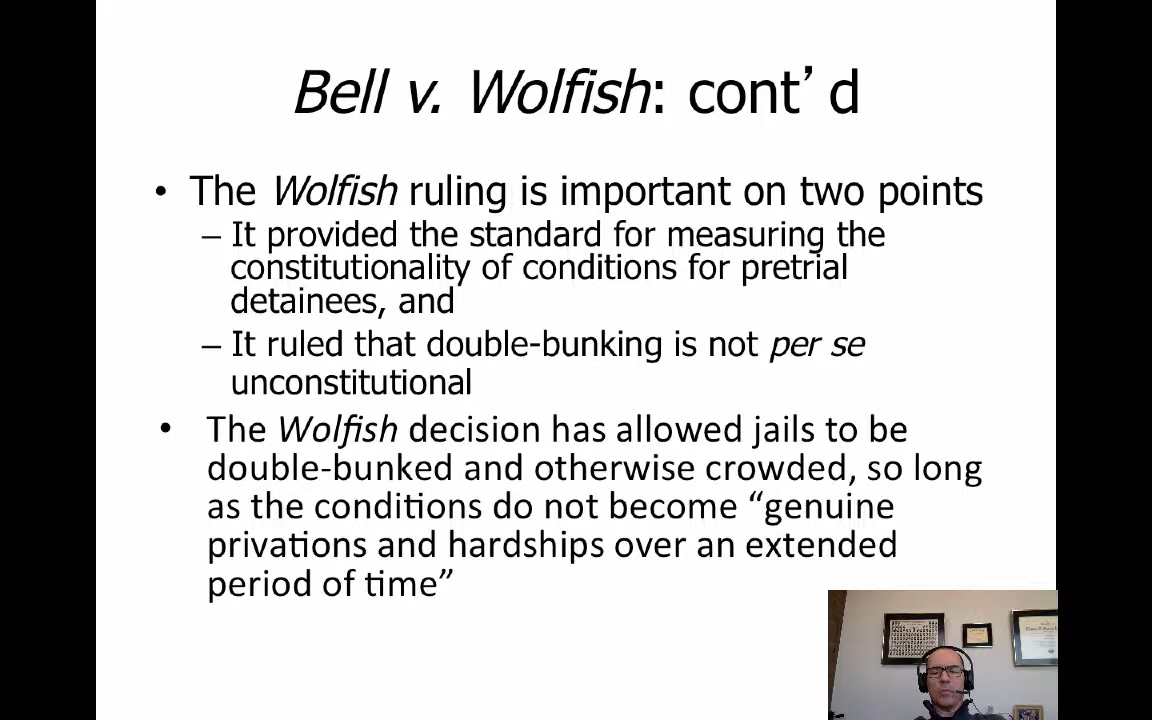 Bell v. Wolfish: cont’ d
• The Wolfish ruling is important on two points
– It provided the standard for measuring the
constitutionality of conditions for pretrial
detainees, and
– It ruled that double-bunking is not per se
unconstitutional
• The Wolfish decision has allowed jails to be
double-bunked and otherwise crowded, so long
as the conditions do not become “genuine
privations and hardships over an extended
period of time”